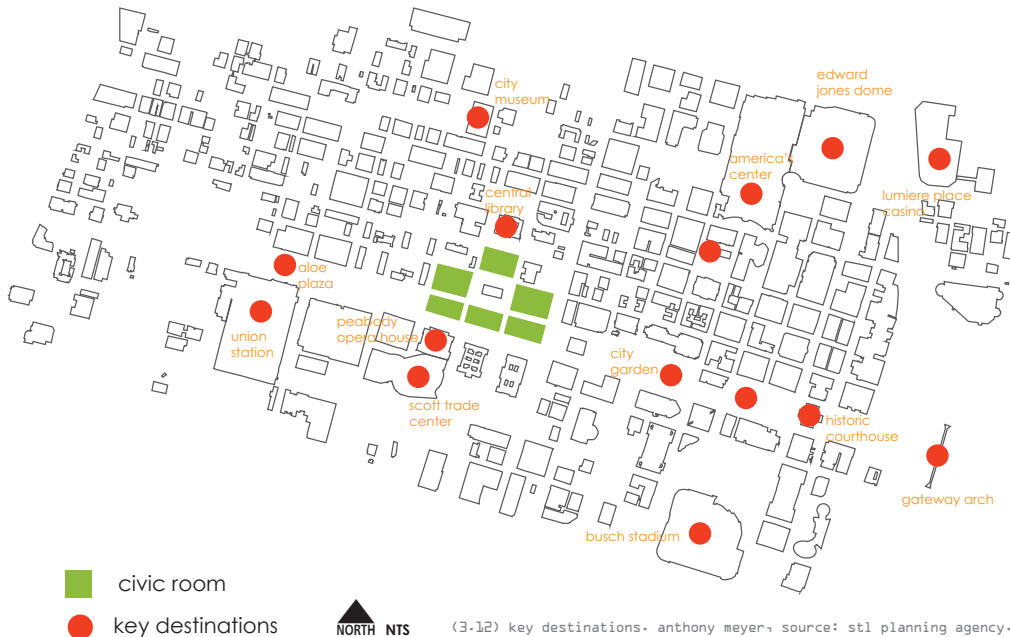 edward
jones dome
city
museum
america's
center
lumiere place
casino
central
library
aloe
plaza
peabody
opera house
union
station
city
garden
scott trade
center
historic
courthouse
gateway arch
busch stadium
civic room
key destinations
NORTH NTS
(3.12) key destinations. anthony meyer, source: stl planning agency.